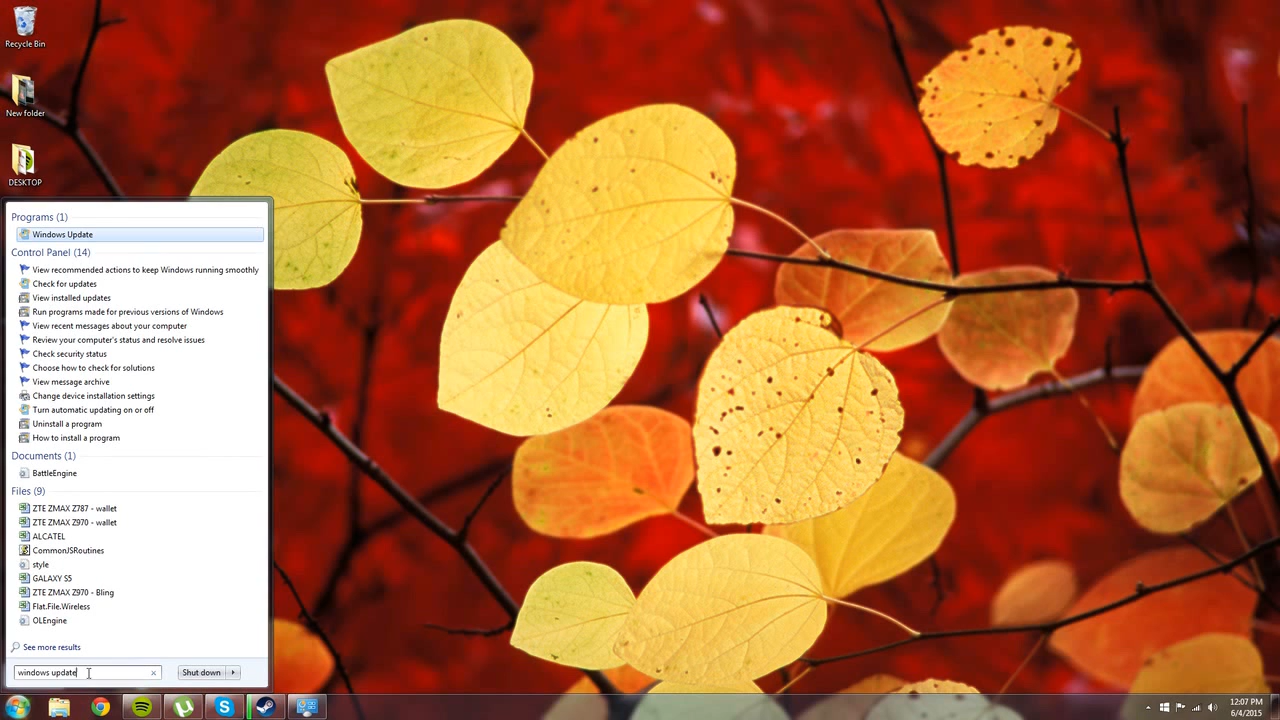 Recycle Bin
New folder
DESKTOP
Programs (1)
Windows Update
Control Panel (14)
View recommended actions to keep Windows running smoothly
Check for updates
View installed updates
Run programs made for previous versions of Windows
View recent messages about your computer
Review your computer's status and resolve issues
Check security status
Choose how to check for solutions
View message archive
Change device installation settings
Turn automatic updating on or off
Uninstall a program
How to install a program
Documents (1)
BattleEngine
Files (9)
ZTE ZMAX Z787 - wallet
ZTE ZMAX Z970 - wallet
ALCATEL
CommonJSRoutines
style
GALAXY S5
ZTE ZMAX Z970 - Bling
Flat.File.Wireless
OLEngine
See more results
windows update
Shut down
12:07 PM
6/4/2015